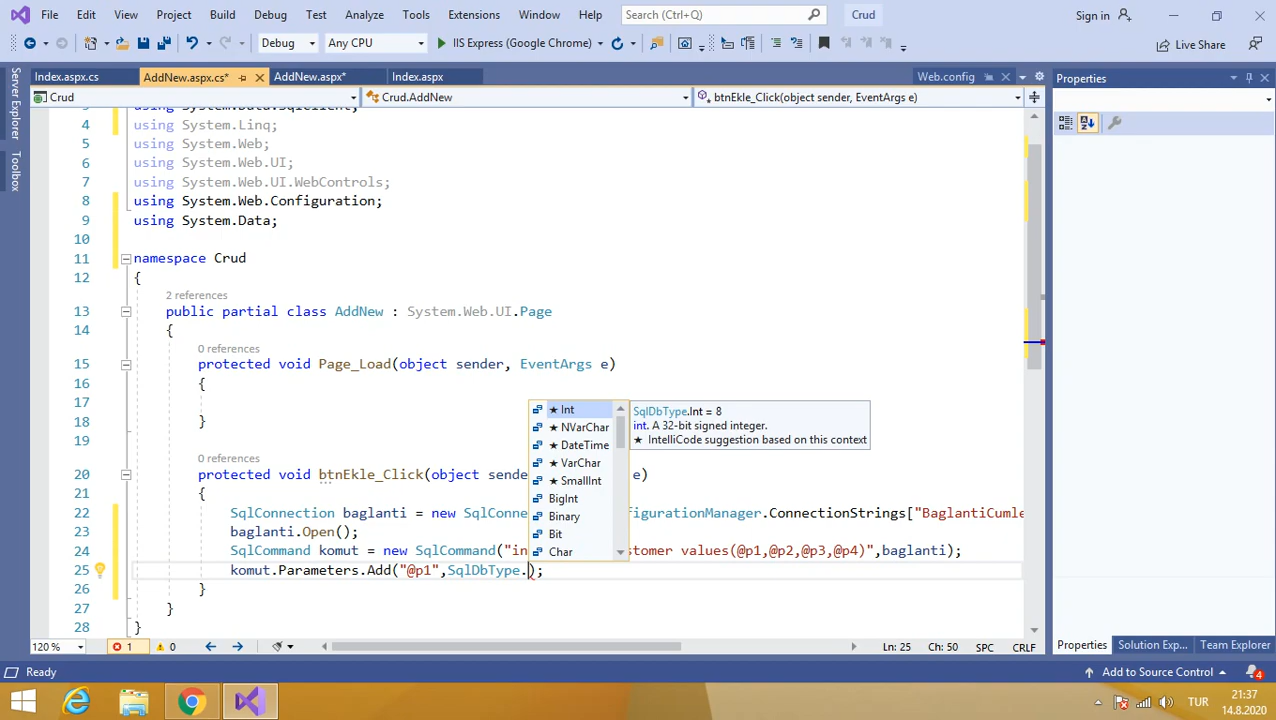 File Edit View Project Build Debug Test Analyze Tools Extensions Window Help Search (Ctrl+Q) Crud Sign in
Debug Any CPU IIS Express (Google Chrome) Live Share
Index.aspx.cs AddNew.aspx.cs* AddNew.aspx* Index.aspx Web.config Properties
Crud Crud.AddNew btnEkle_Click(object sender, EventArgs e)
4 using System.Linq;
5 using System.Web;
6 using System.Web.UI;
7 using System.Web.UI.WebControls;
8 using System.Web.Configuration;
9 using System.Data;
10
11 namespace Crud
12 {
2 references
13 public partial class AddNew : System.Web.UI.Page
14 {
0 references
15 protected void Page_Load(object sender, EventArgs e)
16 {
17
18 }
19
0 references
20 protected void btnEkle_Click(object sende e)
21 {
22 SqlConnection baglanti = new SqlConne figurationManager.ConnectionStrings["BaglantiCumle
23 baglanti.Open();
24 SqlCommand komut = new SqlCommand("in stomer values(@p1,@p2,@p3,@p4)",baglanti);
25 komut.Parameters.Add("@p1",SqlDbType.);
26 }
27 }
28 }
★ Int
★ NVarChar
★ DateTime
★ VarChar
★ SmallInt
BigInt
Binary
Bit
Char
SqlDbType.Int = 8
int. A 32-bit signed integer.
★ IntelliCode suggestion based on this context
Server Explorer
Toolbox
120 % 1 0 Ln: 25 Ch: 50 SPC CRLF
Properties Solution Exp... Team Explorer
Ready Add to Source Control 4
TUR 21:37
14.8.2020